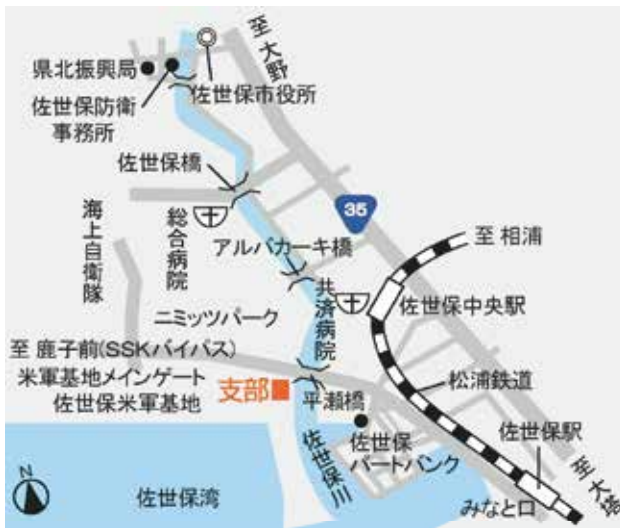 至 大野
県北振興局
佐世保市役所
佐世保防衛
事務所
佐世保橋
35
海上自衛隊
総合病院
アルバカーキ橋
至 相浦
共済病院
佐世保中央駅
ニミッツパーク
至 鹿子前(SSKバイパス)
米軍基地メインゲート
佐世保米軍基地
支部
平瀬橋
松浦鉄道
佐世保
パートバンク
佐世保川
佐世保駅
至 大塔
みなと口
佐世保湾
N